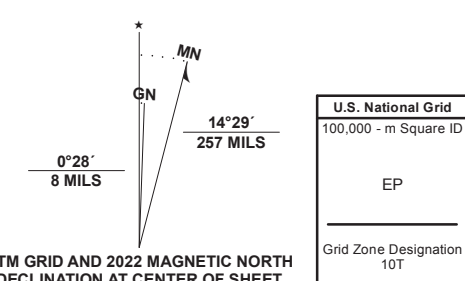 MN
GN
14°29´
257 MILS
0°28´
8 MILS
TM GRID AND 2022 MAGNETIC NORTH
DECLINATION AT CENTER OF SHEET
U.S. National Grid
100,000 - m Square ID
EP
Grid Zone Designation
10T